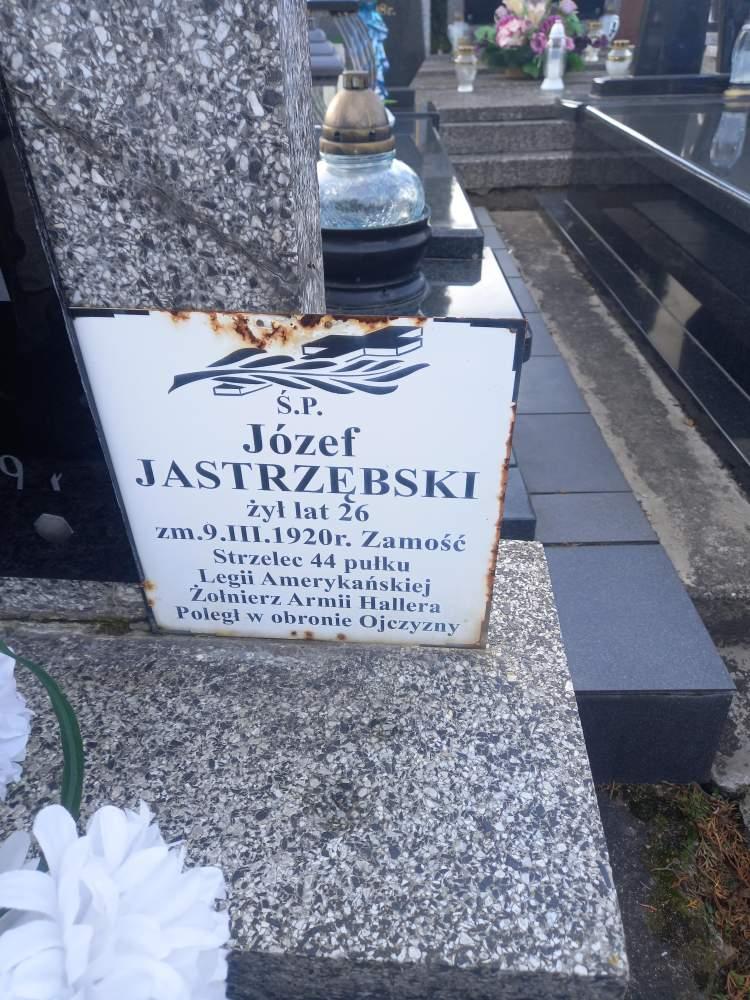 Ś.P.
Józef
JASTRZĘBSKI
żył lat 26
zm.9.III.1920r. Zamość
Strzelec 44 pułku
Legii Amerykańskiej
Żołnierz Armii Hallera
Poległ w obronie Ojczyzny
9 r